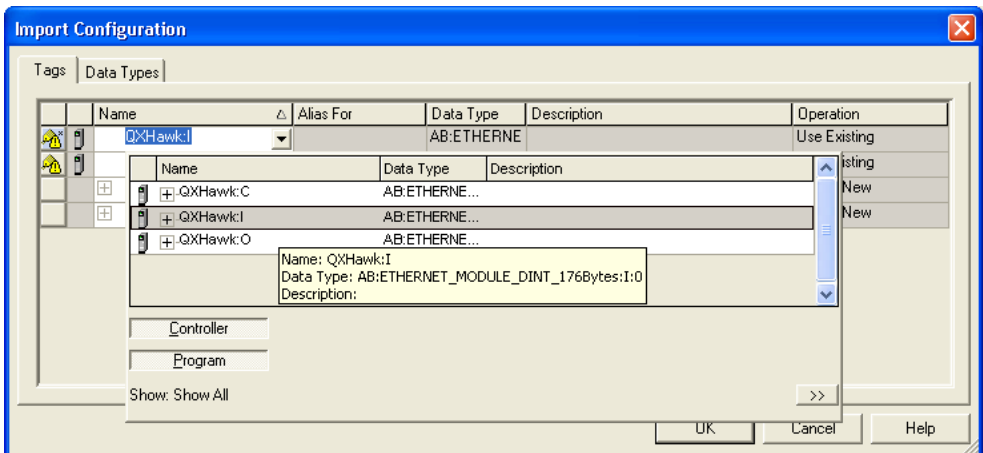 Import Configuration
Tags Data Types
Name Alias For Data Type Description Operation
QXHawk:I AB:ETHERNE Use Existing
isting
Name Data Type Description
QXHawk:C AB:ETHERNE... New
QXHawk:I AB:ETHERNE... New
QXHawk:O AB:ETHERNE...
Name: QXHawk:I
Data Type: AB:ETHERNET_MODULE_DINT_176Bytes:I:0
Description:
Controller
Program
Show: Show All >>
OK Cancel Help